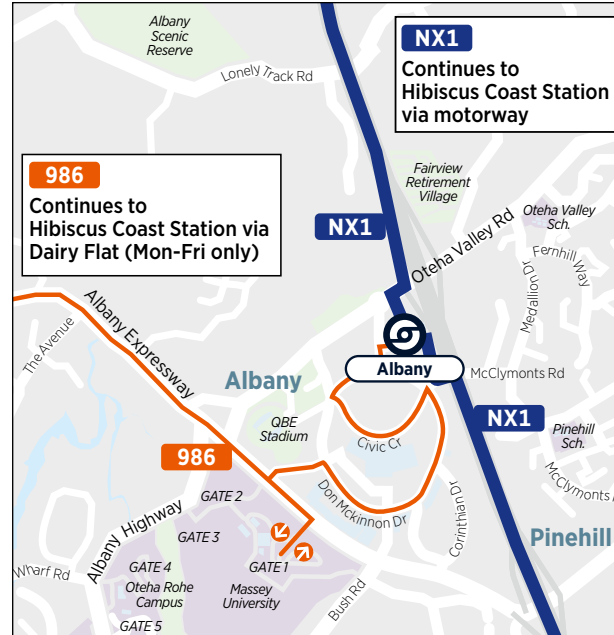 Albany
Scenic
Reserve
Lonely Track Rd
NX1
Continues to
Hibiscus Coast Station
via motorway
986
Continues to
Hibiscus Coast Station via
Dairy Flat (Mon-Fri only)
Fairview
Retirement
Village
NX1
Oteha Valley Rd
Oteha Valley
Sch.
Fernhill Way
Medallion Dr
Albany Expressway
The Avenue
Albany
Albany
McClymonts Rd
NX1
QBE
Stadium
Civic Cr
Pinehill
Sch.
McClymonts R
986
Don Mckinnon Dr
Corinthian Dr
GATE 2
Albany Highway
GATE 3
Pinehill
GATE 1
GATE 4
Wharf Rd
Oteha Rohe
Campus
Massey
University
Bush Rd
GATE 5